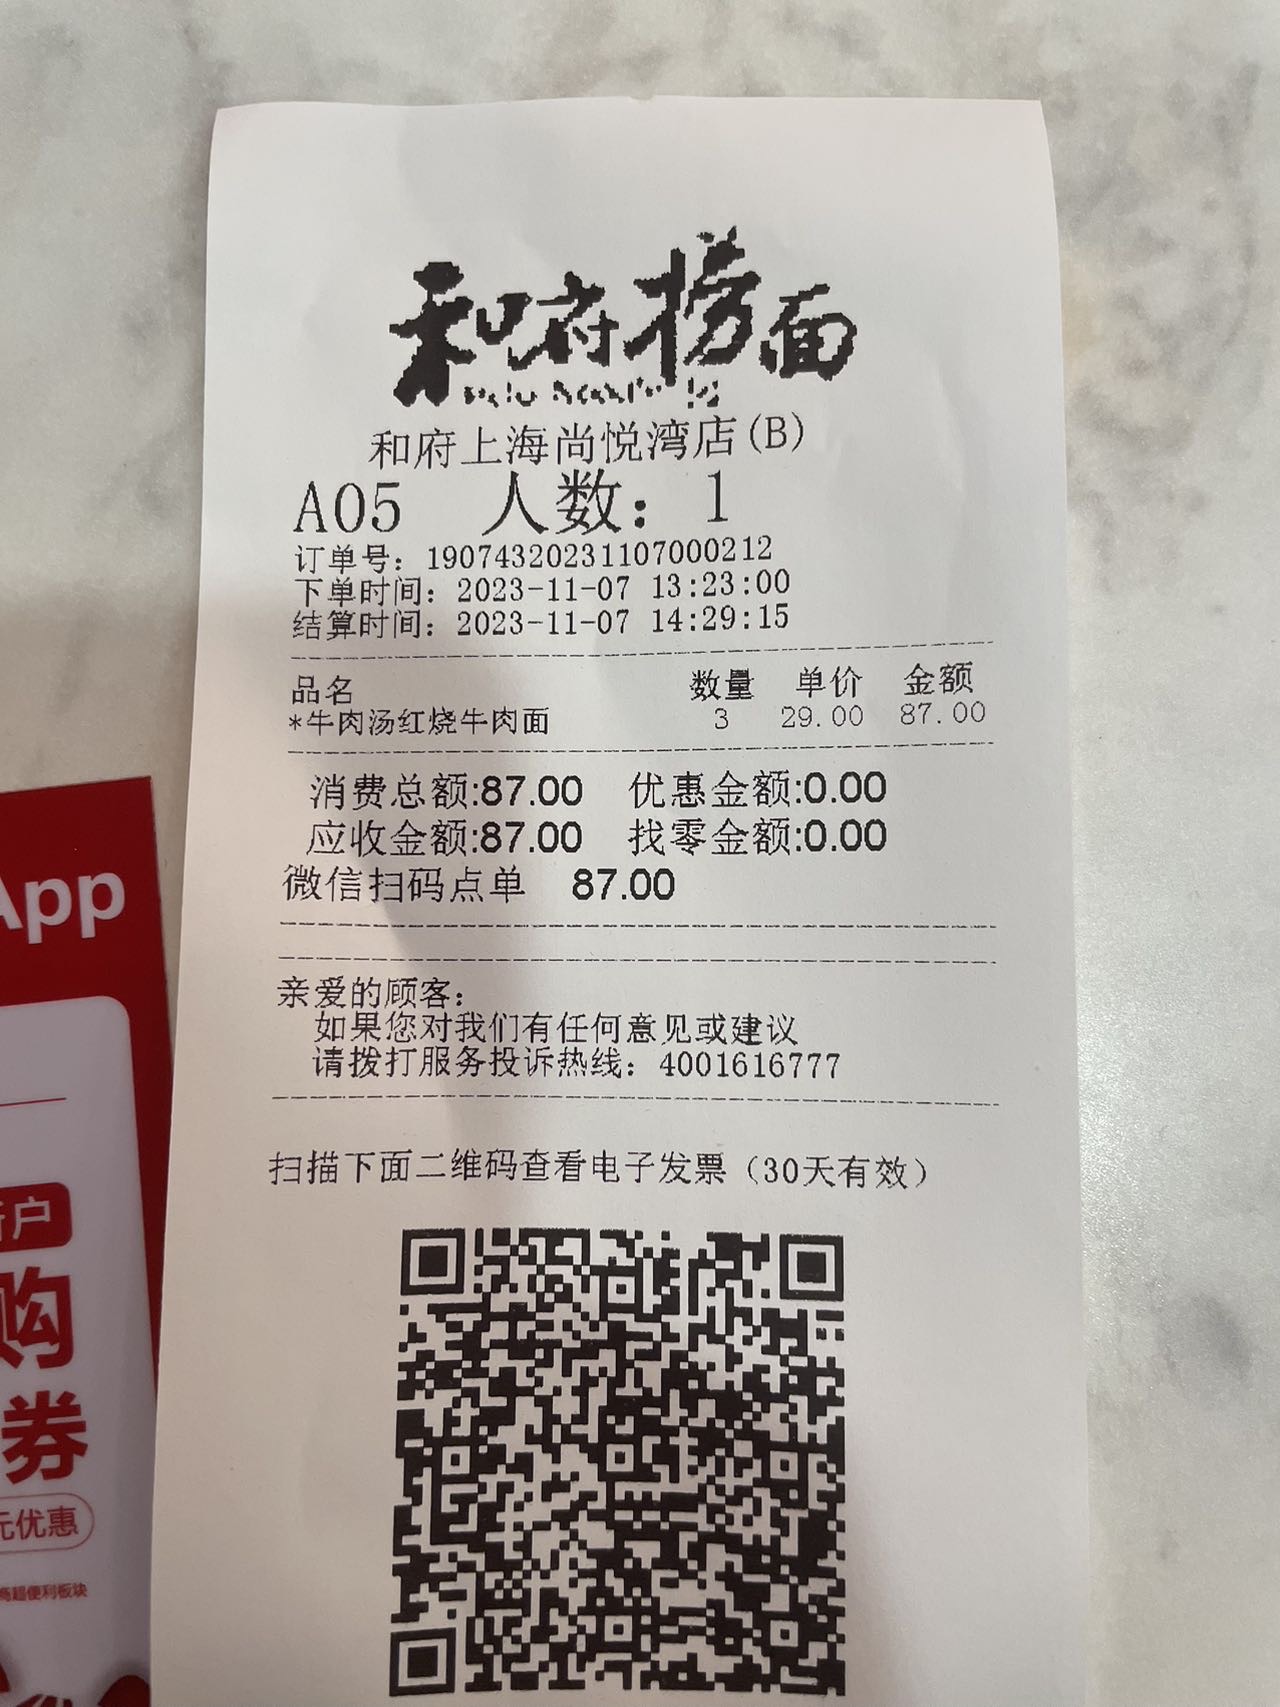 和府捞面
和府上海尚悦湾店(B)
A05 人数: 1
订单号: 19074320231107000212
下单时间: 2023-11-07 13:23:00
结算时间: 2023-11-07 14:29:15
品名 数量 单价 金额
*牛肉汤红烧牛肉面 3 29.00 87.00
消费总额:87.00 优惠金额:0.00
应收金额:87.00 找零金额:0.00
微信扫码点单 87.00
亲爱的顾客:
如果您对我们有任何意见或建议
请拨打服务投诉热线: 4001616777
扫描下面二维码查看电子发票（30天有效）
App
户
购
券
元优惠
商超便利板块